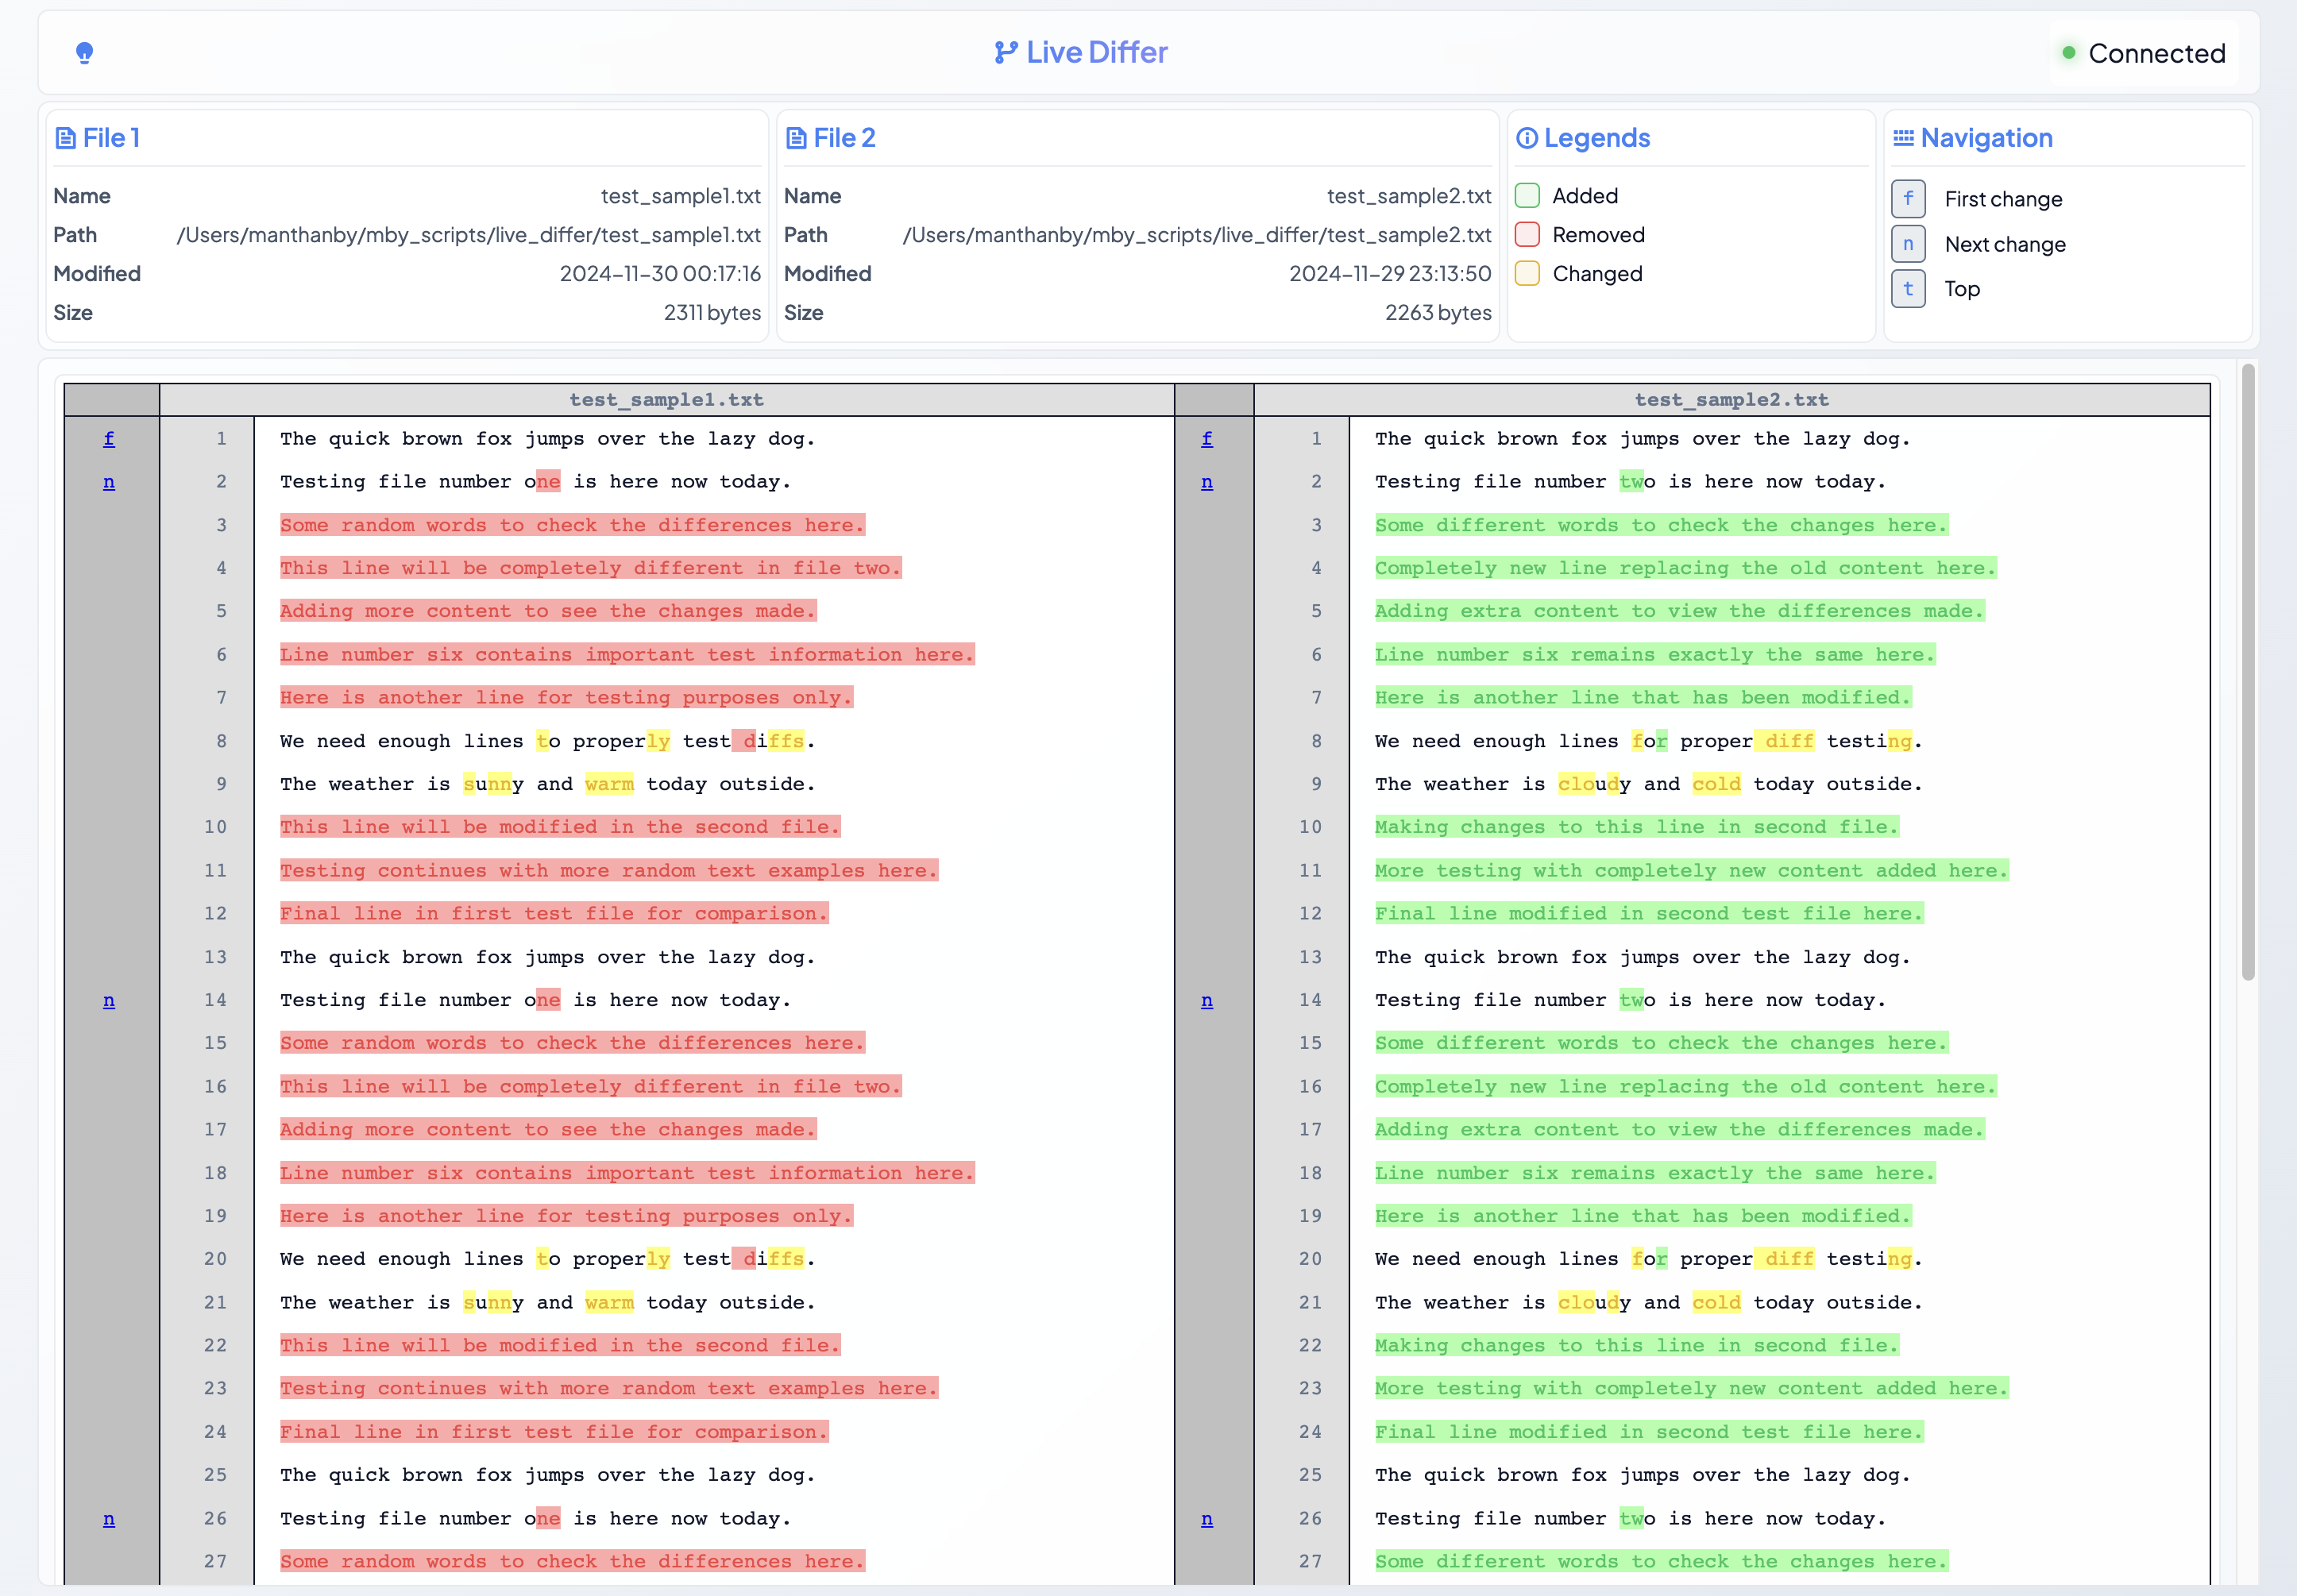 Live Differ
Connected
File 1
Name test_sample1.txt
Path /Users/manthanby/mby_scripts/live_differ/test_sample1.txt
Modified 2024-11-30 00:17:16
Size 2311 bytes
File 2
Name test_sample2.txt
Path /Users/manthanby/mby_scripts/live_differ/test_sample2.txt
Modified 2024-11-29 23:13:50
Size 2263 bytes
Legends
Added
Removed
Changed
Navigation
f First change
n Next change
t Top
test_sample1.txt test_sample2.txt
f 1 The quick brown fox jumps over the lazy dog. f 1 The quick brown fox jumps over the lazy dog.
n 2 Testing file number one is here now today. n 2 Testing file number two is here now today.
3 Some random words to check the differences here. 3 Some different words to check the changes here.
4 This line will be completely different in file two. 4 Completely new line replacing the old content here.
5 Adding more content to see the changes made. 5 Adding extra content to view the differences made.
6 Line number six contains important test information here. 6 Line number six remains exactly the same here.
7 Here is another line for testing purposes only. 7 Here is another line that has been modified.
8 We need enough lines to properly test diffs. 8 We need enough lines for proper diff testing.
9 The weather is sunny and warm today outside. 9 The weather is cloudy and cold today outside.
10 This line will be modified in the second file. 10 Making changes to this line in second file.
11 Testing continues with more random text examples here. 11 More testing with completely new content added here.
12 Final line in first test file for comparison. 12 Final line modified in second test file here.
13 The quick brown fox jumps over the lazy dog. 13 The quick brown fox jumps over the lazy dog.
n 14 Testing file number one is here now today. n 14 Testing file number two is here now today.
15 Some random words to check the differences here. 15 Some different words to check the changes here.
16 This line will be completely different in file two. 16 Completely new line replacing the old content here.
17 Adding more content to see the changes made. 17 Adding extra content to view the differences made.
18 Line number six contains important test information here. 18 Line number six remains exactly the same here.
19 Here is another line for testing purposes only. 19 Here is another line that has been modified.
20 We need enough lines to properly test diffs. 20 We need enough lines for proper diff testing.
21 The weather is sunny and warm today outside. 21 The weather is cloudy and cold today outside.
22 This line will be modified in the second file. 22 Making changes to this line in second file.
23 Testing continues with more random text examples here. 23 More testing with completely new content added here.
24 Final line in first test file for comparison. 24 Final line modified in second test file here.
25 The quick brown fox jumps over the lazy dog. 25 The quick brown fox jumps over the lazy dog.
n 26 Testing file number one is here now today. n 26 Testing file number two is here now today.
27 Some random words to check the differences here. 27 Some different words to check the changes here.